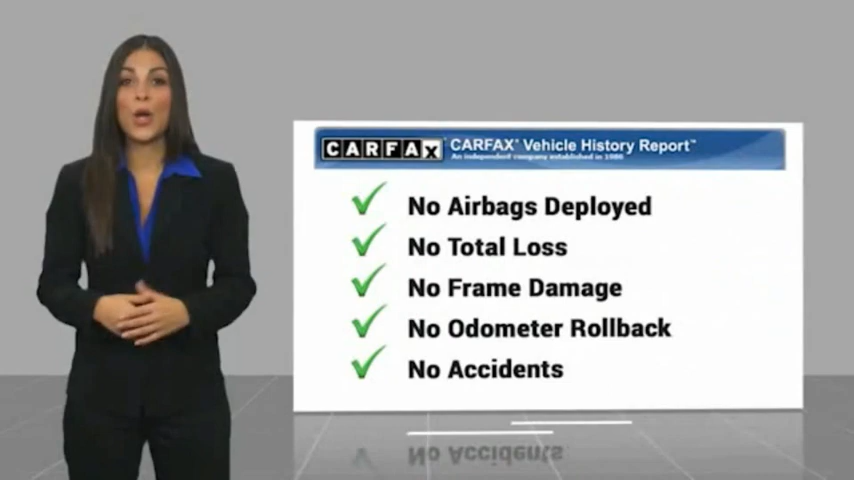 CARFAX CARFAX® Vehicle History Report™
An independent company established in 1986
No Airbags Deployed
No Total Loss
No Frame Damage
No Odometer Rollback
No Accidents
No Accidents